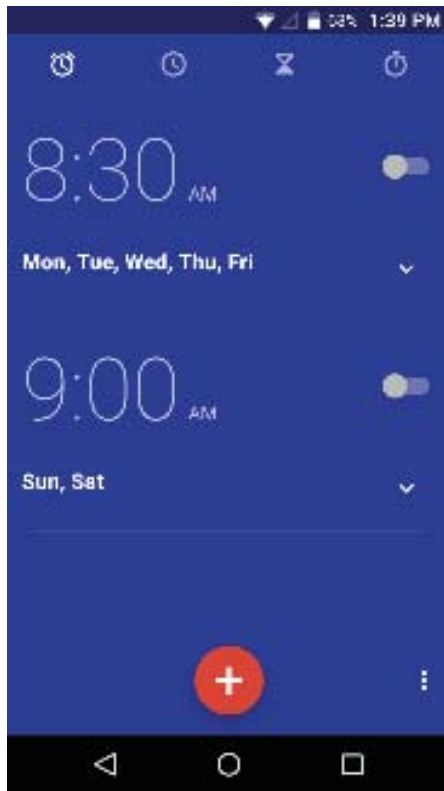 1:39 PM
8:30 AM
Mon, Tue, Wed, Thu, Fri
9:00 AM
Sun, Sat